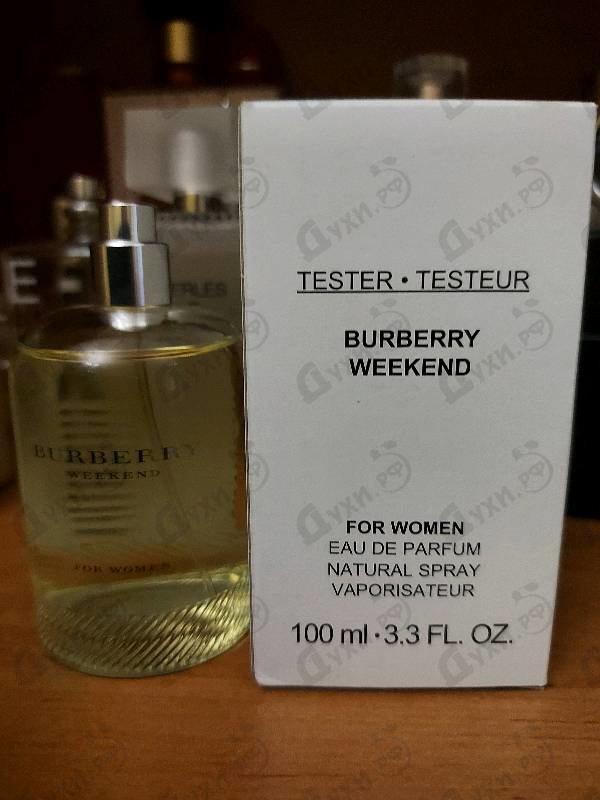 TESTER • TESTEUR
BURBERRY
WEEKEND
FOR WOMEN
EAU DE PARFUM
NATURAL SPRAY
VAPORISATEUR
100 ml · 3.3 FL. OZ.
BURBERRY
WEEKEND
FOR WOMEN
Духи.рф